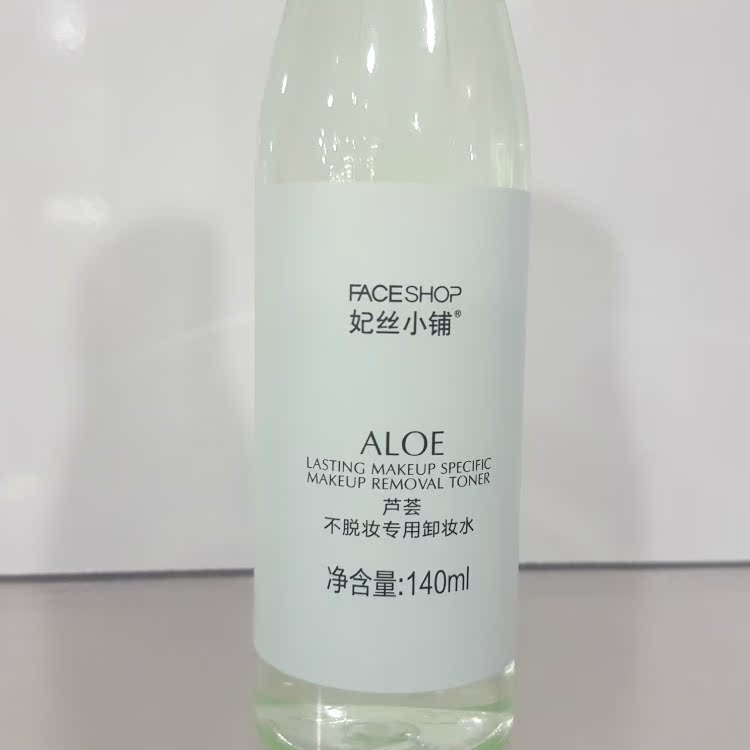 FACESHOP
妃丝小铺®
ALOE
LASTING MAKEUP SPECIFIC
MAKEUP REMOVAL TONER
芦荟
不脱妆专用卸妆水
净含量:140ml